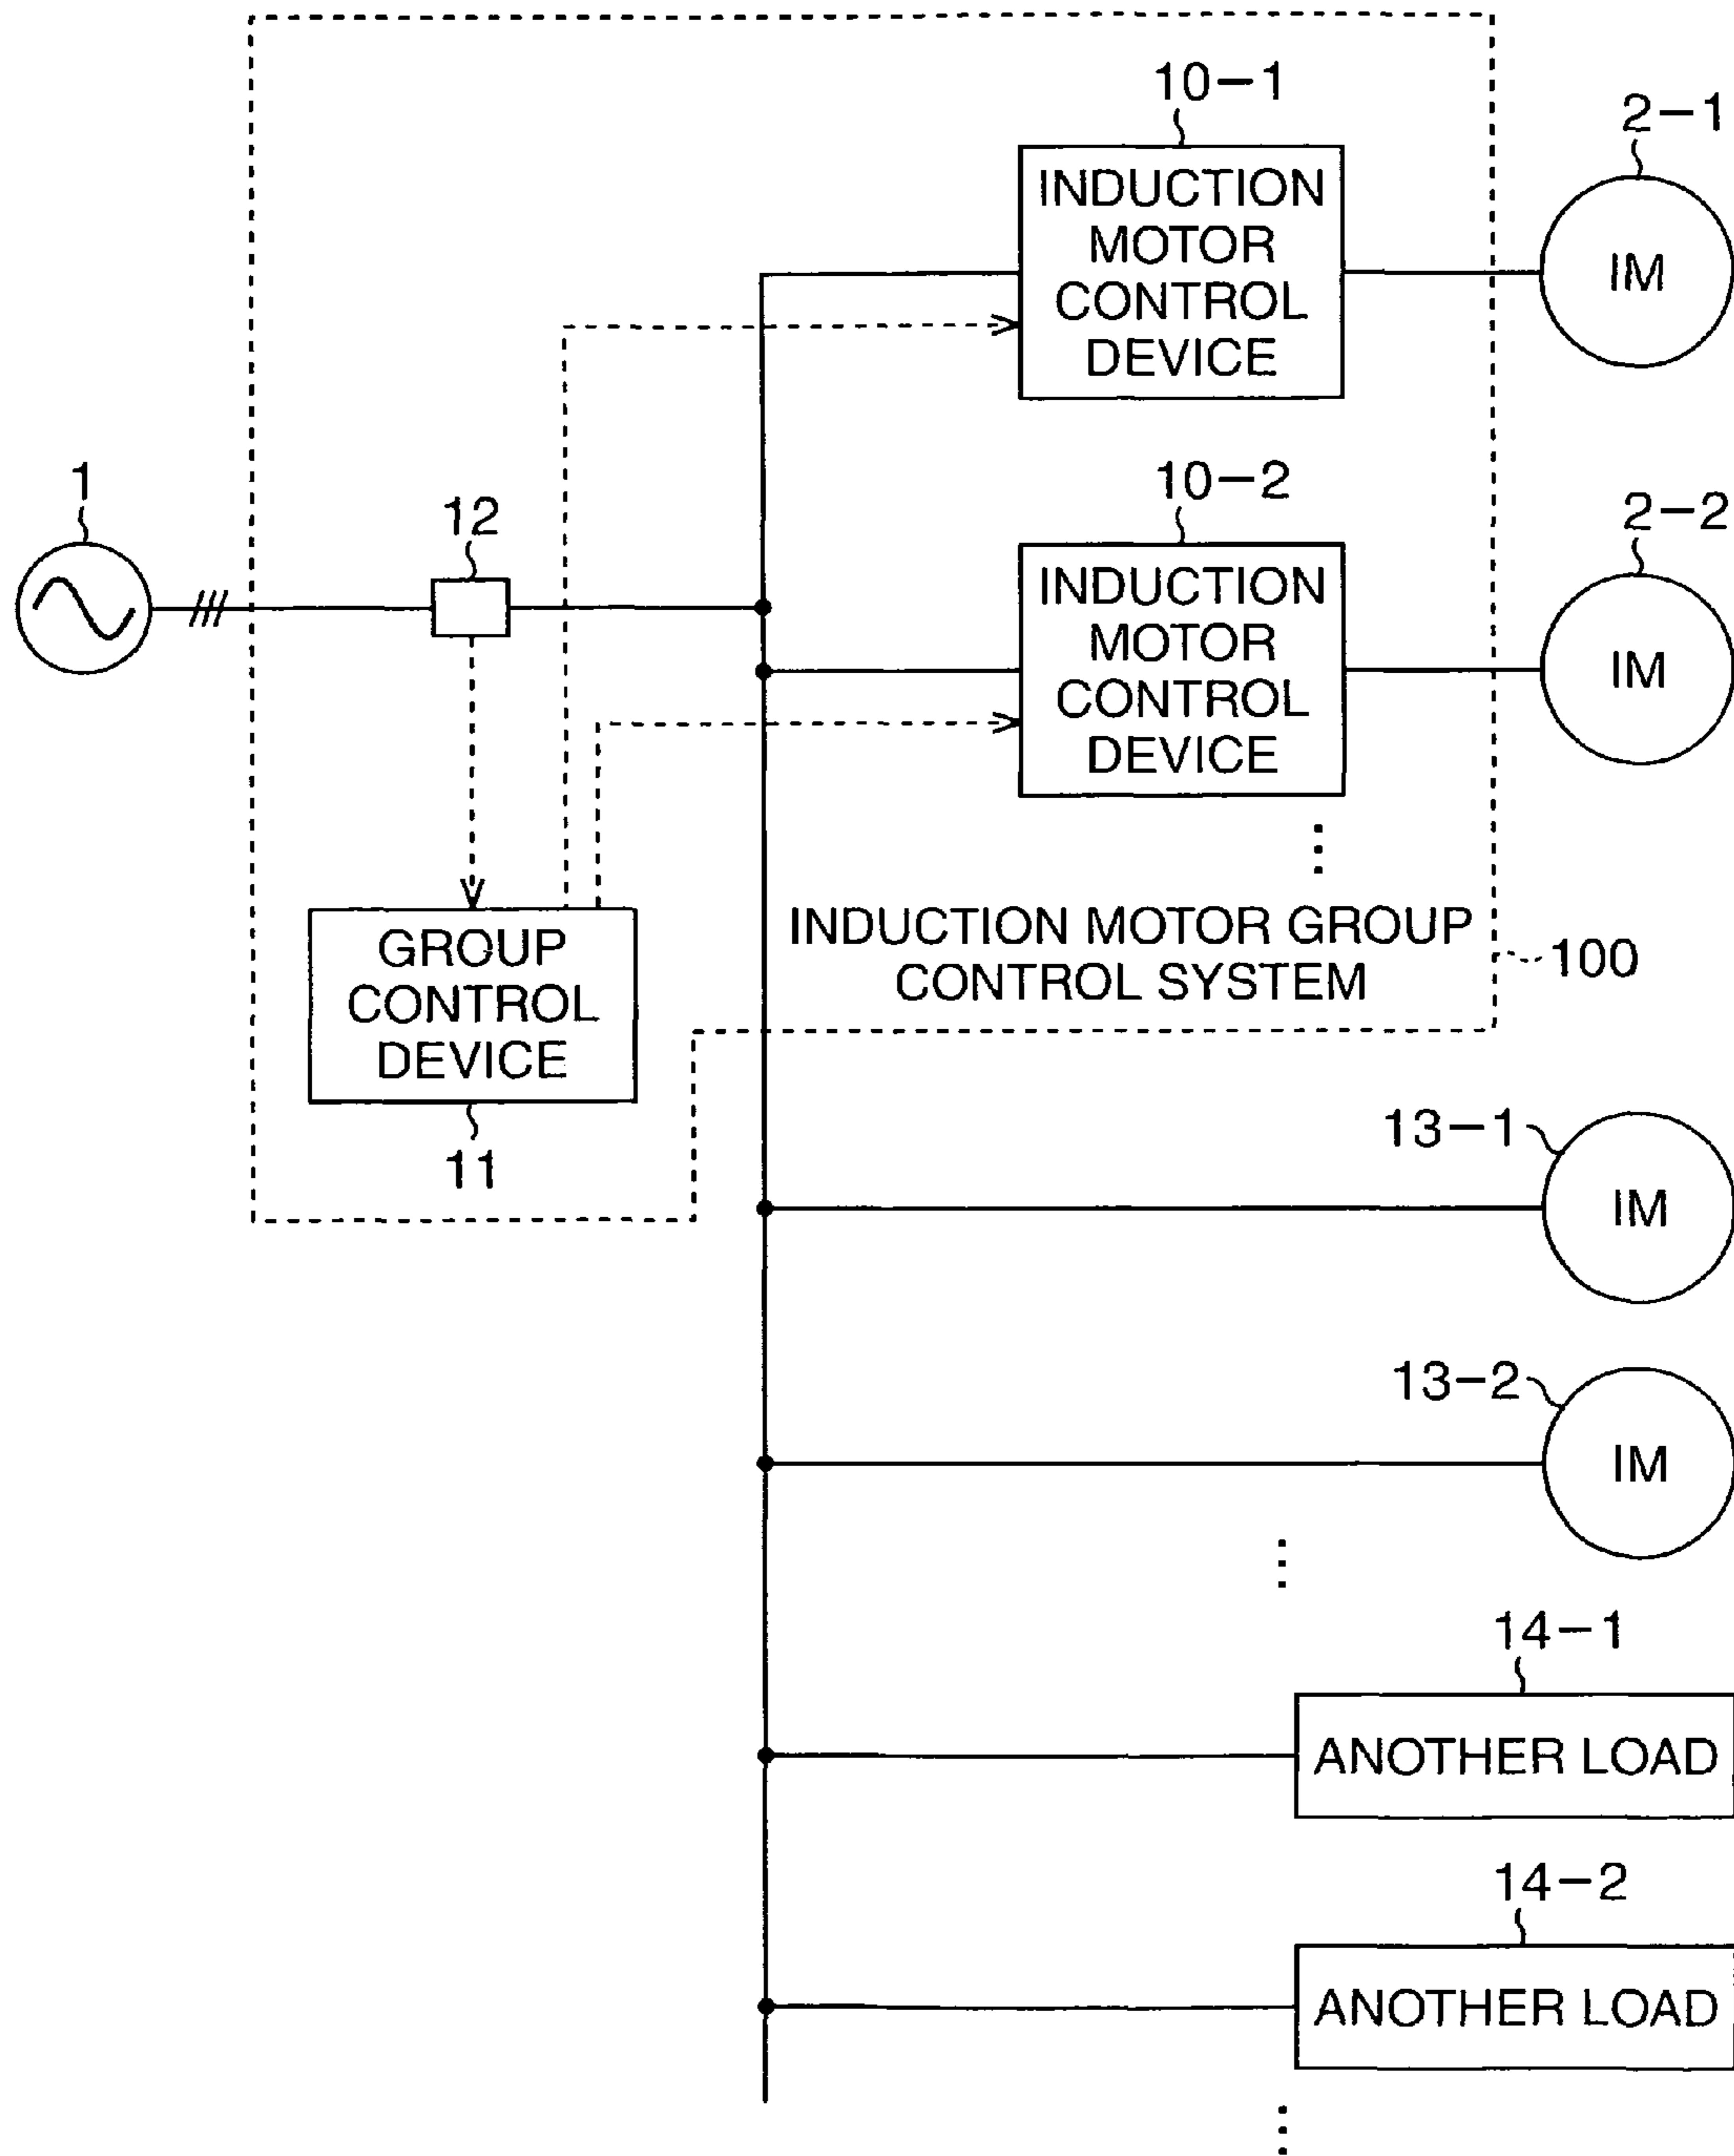 10-1
2-1
INDUCTION
MOTOR
CONTROL
DEVICE
IM
1
12
10-2
2-2
INDUCTION
MOTOR
CONTROL
DEVICE
IM
GROUP
CONTROL
DEVICE
11
INDUCTION MOTOR GROUP
CONTROL SYSTEM
100
13-1
IM
13-2
IM
14-1
ANOTHER LOAD
14-2
ANOTHER LOAD